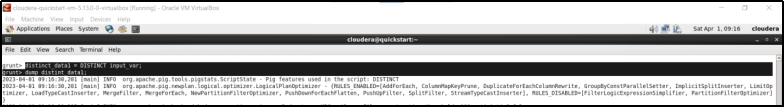 cloudera-quickstart-vm-5.13.0-0-virtualbox [Running] - Oracle VM VirtualBox
File Machine View Input Devices Help
Applications Places System Sat Apr 1, 09:16 cloudera
cloudera@quickstart:~
File Edit View Search Terminal Help
grunt> distinct_data1 = DISTINCT input_var;
grunt> dump distinct_data1;
2023-04-01 09:16:30,201 [main] INFO org.apache.pig.tools.pigstats.ScriptState - Pig features used in the script: DISTINCT
2023-04-01 09:16:30,201 [main] INFO org.apache.pig.newplan.logical.optimizer.LogicalPlanOptimizer - {RULES_ENABLED=[AddForEach, ColumnMapKeyPrune, DuplicateForEachColumnRewrite, GroupByConstParallelSetter, ImplicitSplitInserter, LimitOp
timizer, LoadTypeCastInserter, MergeFilter, MergeForEach, NewPartitionFilterOptimizer, PushDownForEachFlatten, PushUpFilter, SplitFilter, StreamTypeCastInserter], RULES_DISABLED=[FilterLogicExpressionSimplifier, PartitionFilterOptimizer]
}